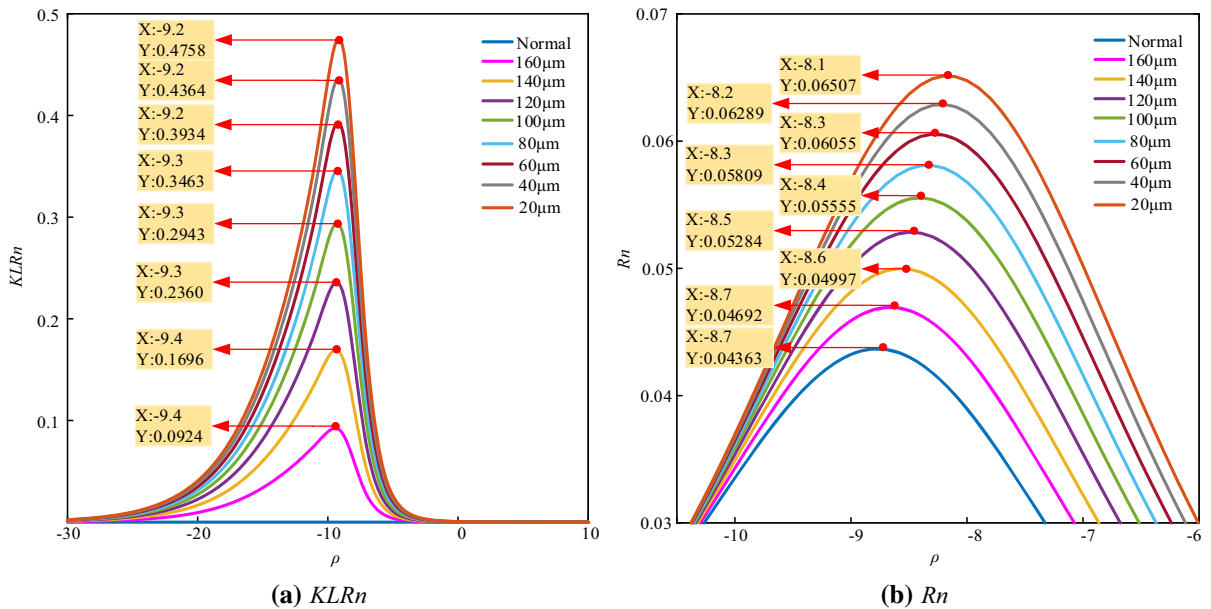 0.5
0.4
0.3
0.2
0.1
KLRn
-30
-20
-10
0
10
ρ
X:-9.2
Y:0.4758
X:-9.2
Y:0.4364
X:-9.2
Y:0.3934
X:-9.3
Y:0.3463
X:-9.3
Y:0.2943
X:-9.3
Y:0.2360
X:-9.4
Y:0.1696
X:-9.4
Y:0.0924
Normal
160μm
140μm
120μm
100μm
80μm
60μm
40μm
20μm
(a) KLRn
0.07
0.06
0.05
0.04
0.03
Rn
-10
-9
-8
-7
-6
ρ
X:-8.1
Y:0.06507
X:-8.2
Y:0.06289
X:-8.3
Y:0.06055
X:-8.3
Y:0.05809
X:-8.4
Y:0.05555
X:-8.5
Y:0.05284
X:-8.6
Y:0.04997
X:-8.7
Y:0.04692
X:-8.7
Y:0.04363
Normal
160μm
140μm
120μm
100μm
80μm
60μm
40μm
20μm
(b) Rn